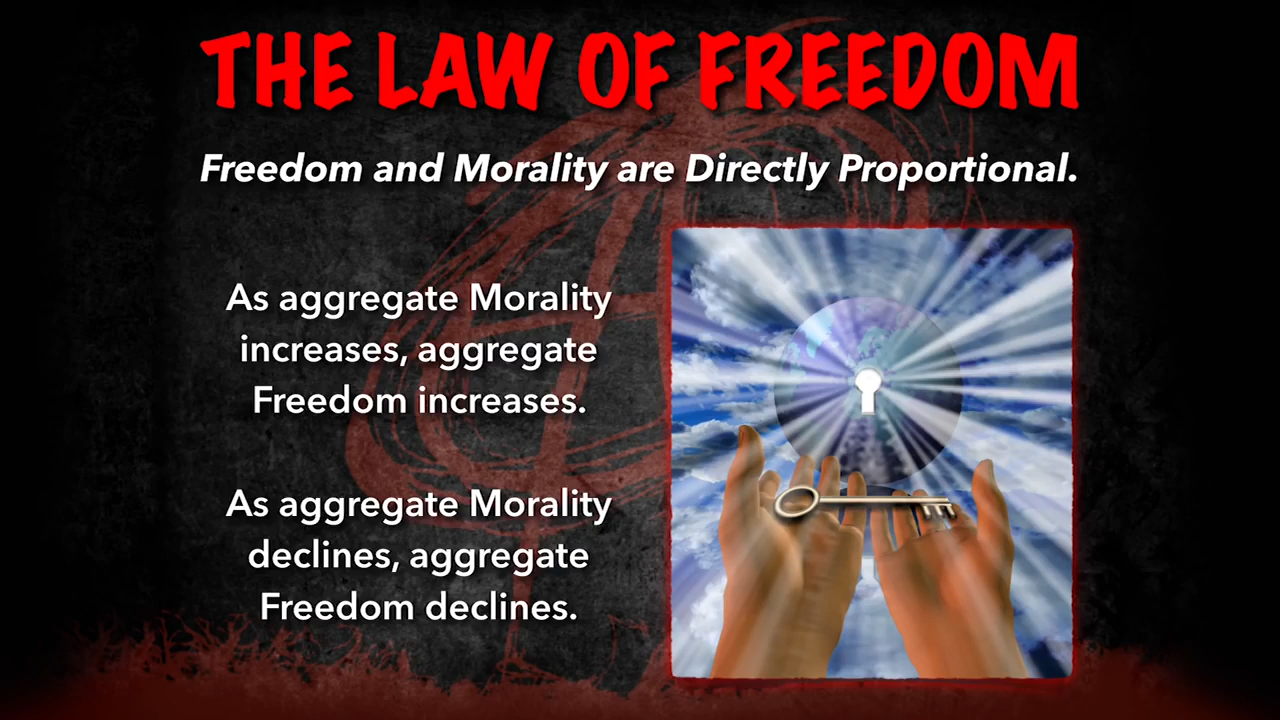 THE LAW OF FREEDOM
Freedom and Morality are Directly Proportional.
As aggregate Morality
increases, aggregate
Freedom increases.
As aggregate Morality
declines, aggregate
Freedom declines.